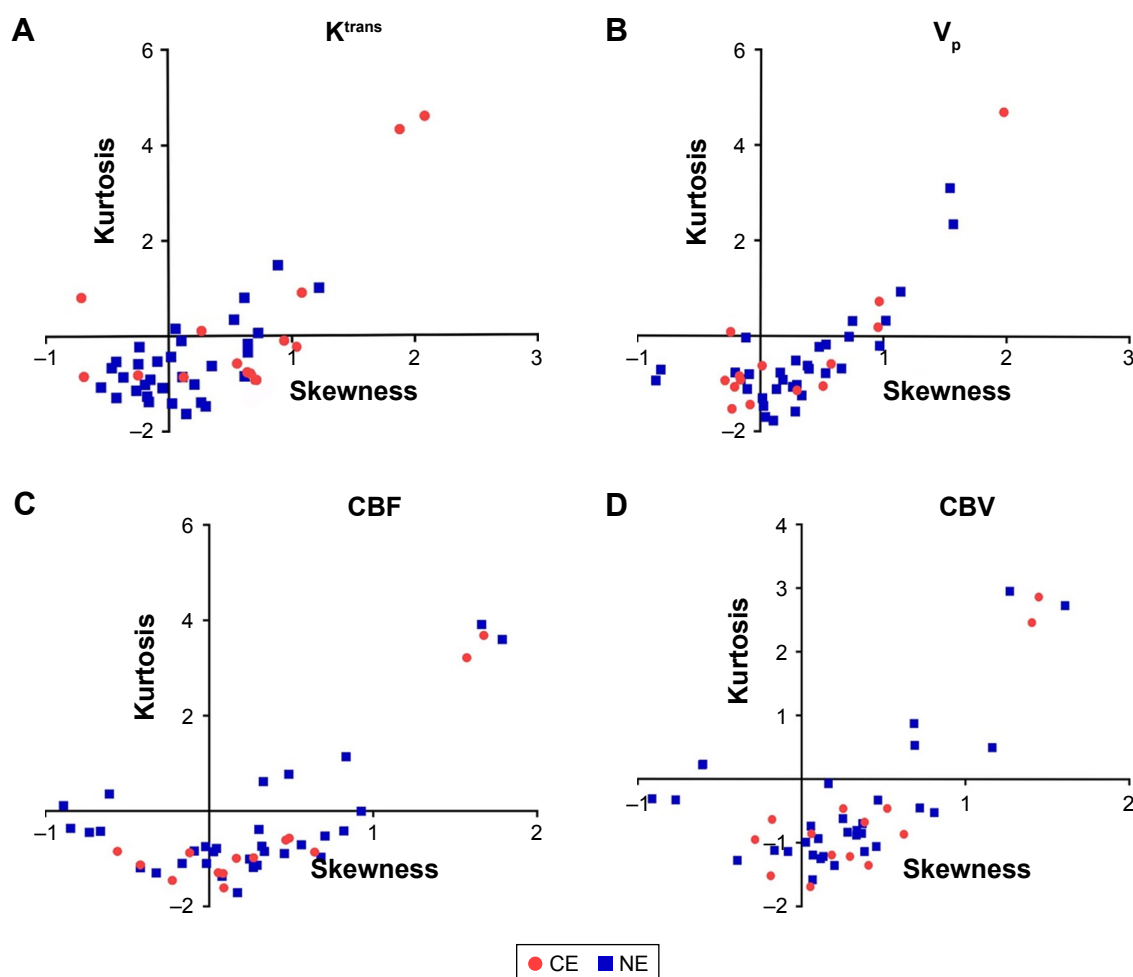 A
K^trans
6
4
2
–2
–1
1
2
3
Kurtosis
Skewness
B
V_p
6
4
2
–2
–1
1
2
3
Kurtosis
Skewness
C
CBF
6
4
2
–2
–1
1
2
Kurtosis
Skewness
D
CBV
4
3
2
1
–1
–2
–1
1
2
Kurtosis
Skewness
CE NE